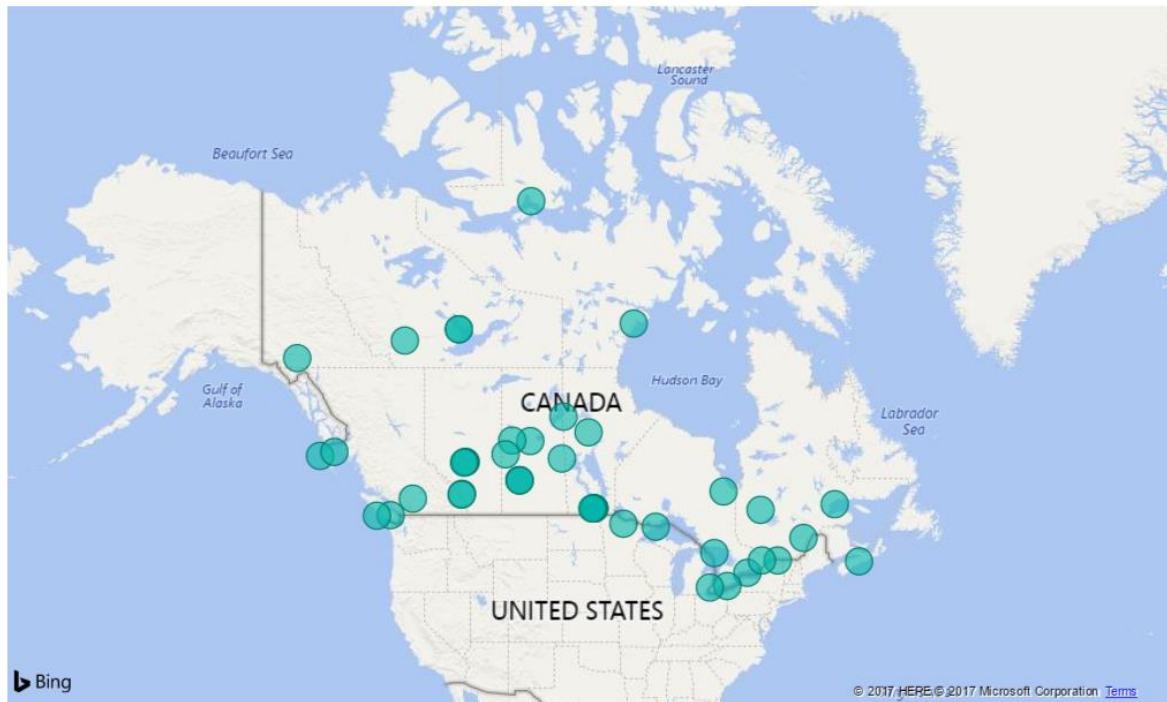 Lancaster
Sound
Beaufort Sea
Gulf of
Alaska
Hudson Bay
CANADA
Labrador
Sea
UNITED STATES
Bing
© 2017 HERE © 2017 Microsoft Corporation Terms